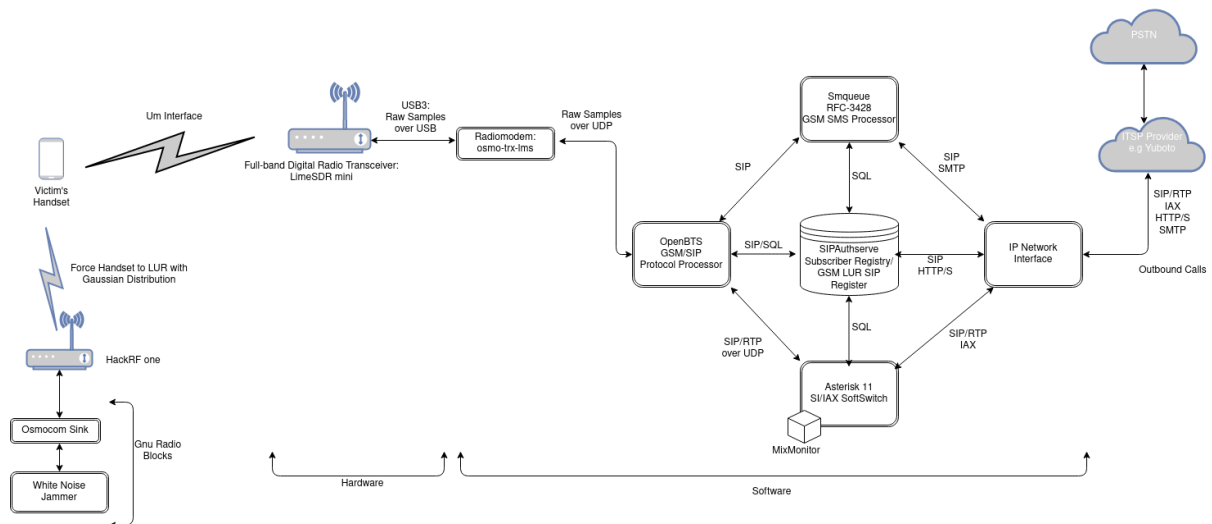 PSTN
Smqueue
RFC-3428
GSM SMS Processor
Um Interface
USB3:
Raw Samples
over USB
Raw Samples
over UDP
Radiomodem:
osmo-trx-lms
ITSP Provider
e.g Yuboto
Full-band Digital Radio Transceiver:
LimeSDR mini
SIP
SQL
SIP
SMTP
Victim's
Handset
SIP/RTP
IAX
HTTP/S
SMTP
OpenBTS
GSM/SIP
Protocol Processor
SIP/SQL
SIPAuthserve
Subscriber Registry/
GSM LUR SIP
Register
SIP
HTTP/S
IP Network
Interface
Outbound Calls
Force Handset to LUR with
Gaussian Distribution
SIP/RTP
over UDP
SQL
SIP/RTP
IAX
HackRF one
Asterisk 11
SI/IAX SoftSwitch
MixMonitor
Osmocom Sink
Gnu Radio
Blocks
White Noise
Jammer
Hardware
Software